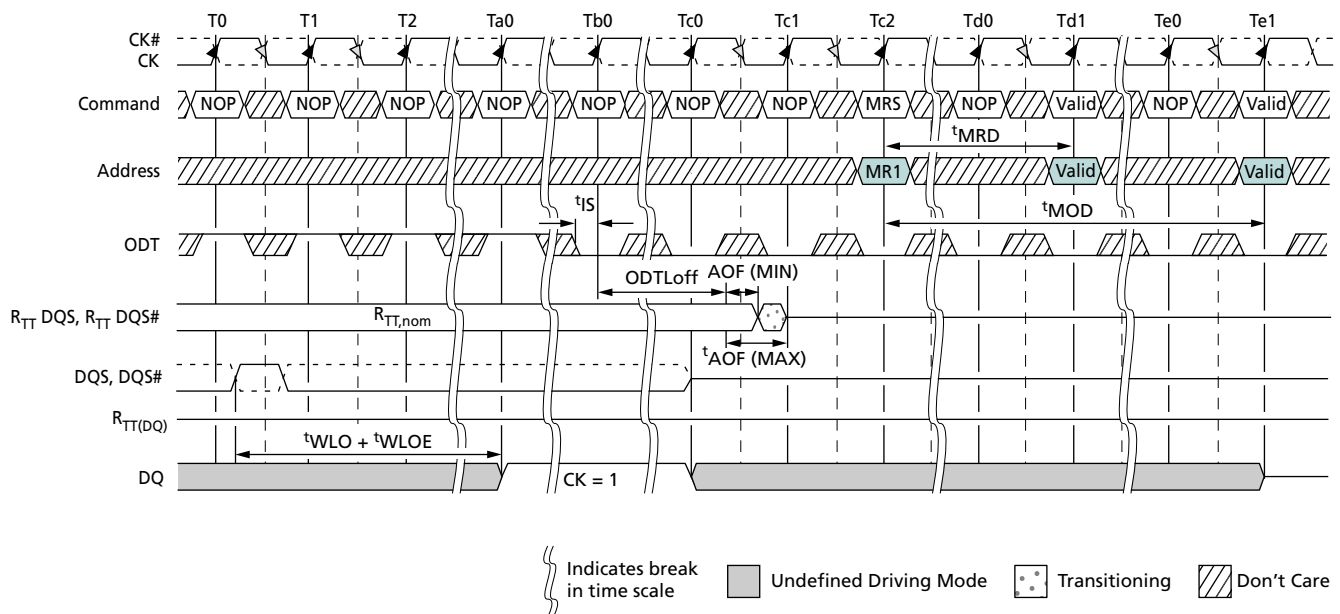 T0 T1 T2 Ta0 Tb0 Tc0 Tc1 Tc2 Td0 Td1 Te0 Te1
CK#
CK
Command NOP NOP NOP NOP NOP NOP NOP MRS NOP Valid NOP Valid
tMRD
Address MR1 Valid Valid
tIS
tMOD
ODT
ODTLoff AOF (MIN)
RTT DQS, RTT DQS# RTT,nom
tAOF (MAX)
DQS, DQS#
RTT(DQ)
tWLO + tWLOE
DQ CK = 1
Indicates break
in time scale
Undefined Driving Mode
Transitioning
Don't Care